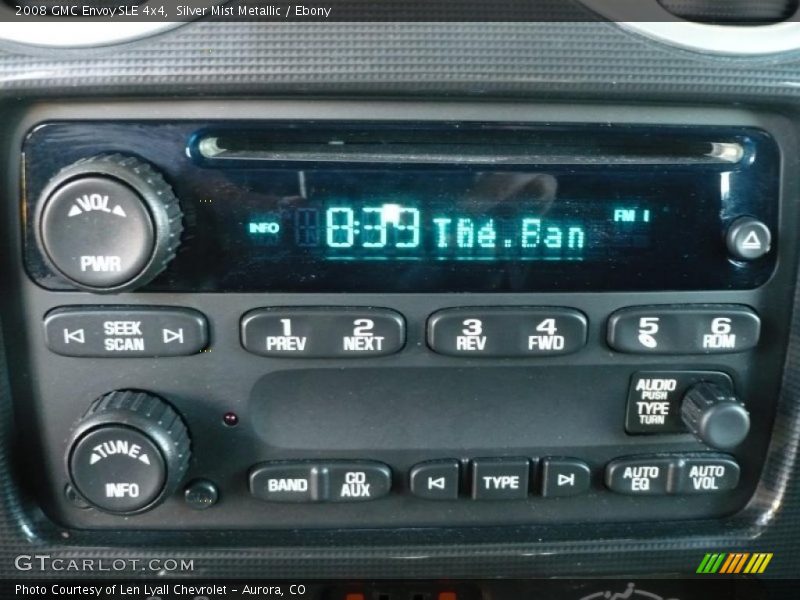 2008 GMC Envoy SLE 4x4, Silver Mist Metallic / Ebony
VOL
PWR
INFO
8:39
The.Ban
FM 1
SEEK
SCAN
1
PREV
2
NEXT
3
REV
4
FWD
5
6
RDM
AUDIO
PUSH
TYPE
TURN
TUNE
INFO
BAND
CD
AUX
TYPE
AUTO
EQ
AUTO
VOL
GTCARLOT.COM
Photo Courtesy of Len Lyall Chevrolet - Aurora, CO